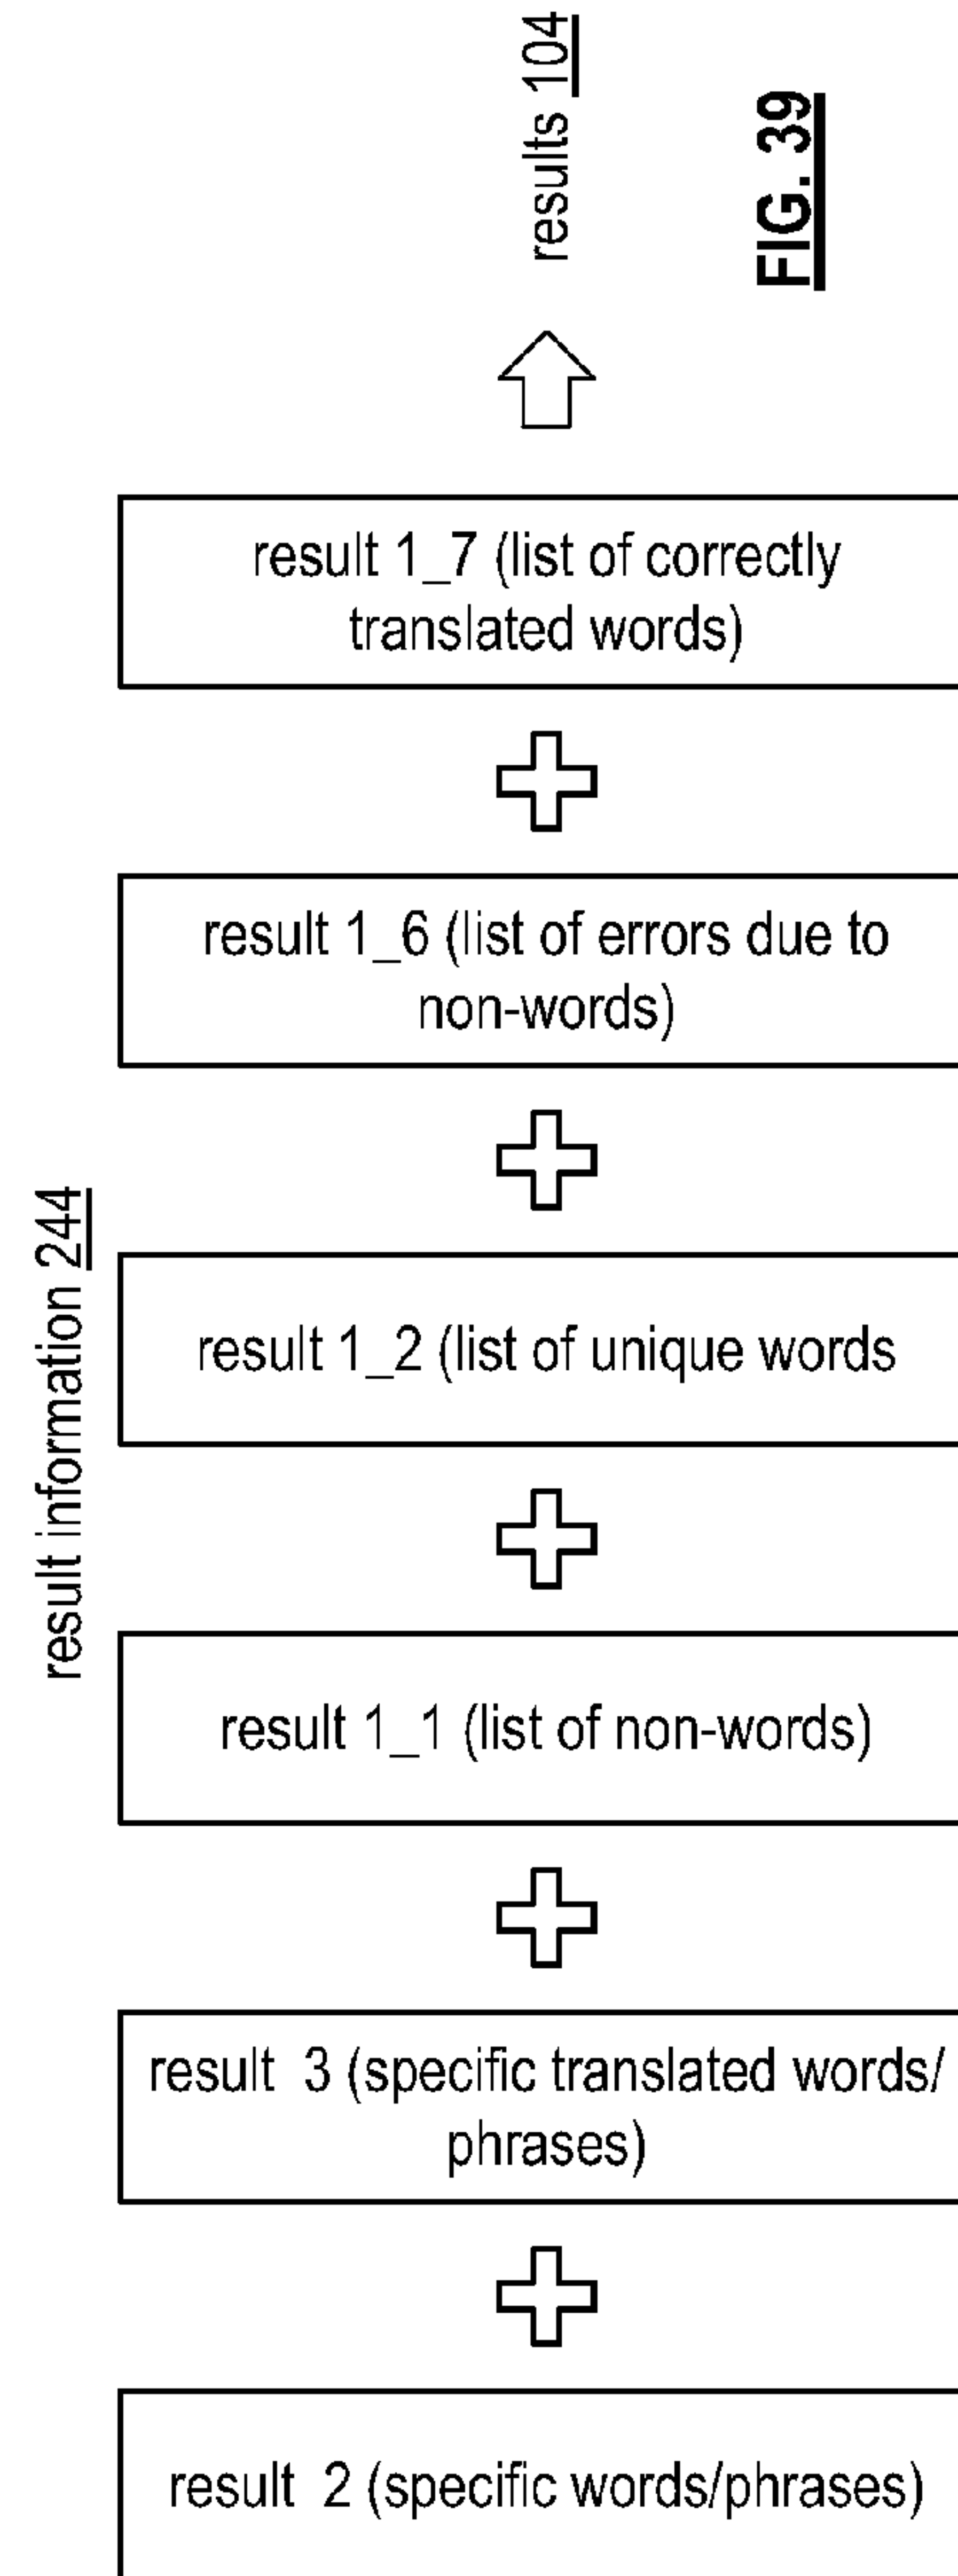 results 104
FIG. 39
result 1_7 (list of correctly
translated words)
result 1_6 (list of errors due to
non-words)
result information 244
result 1_2 (list of unique words
result 1_1 (list of non-words)
result 3 (specific translated words/
phrases)
result 2 (specific words/phrases)